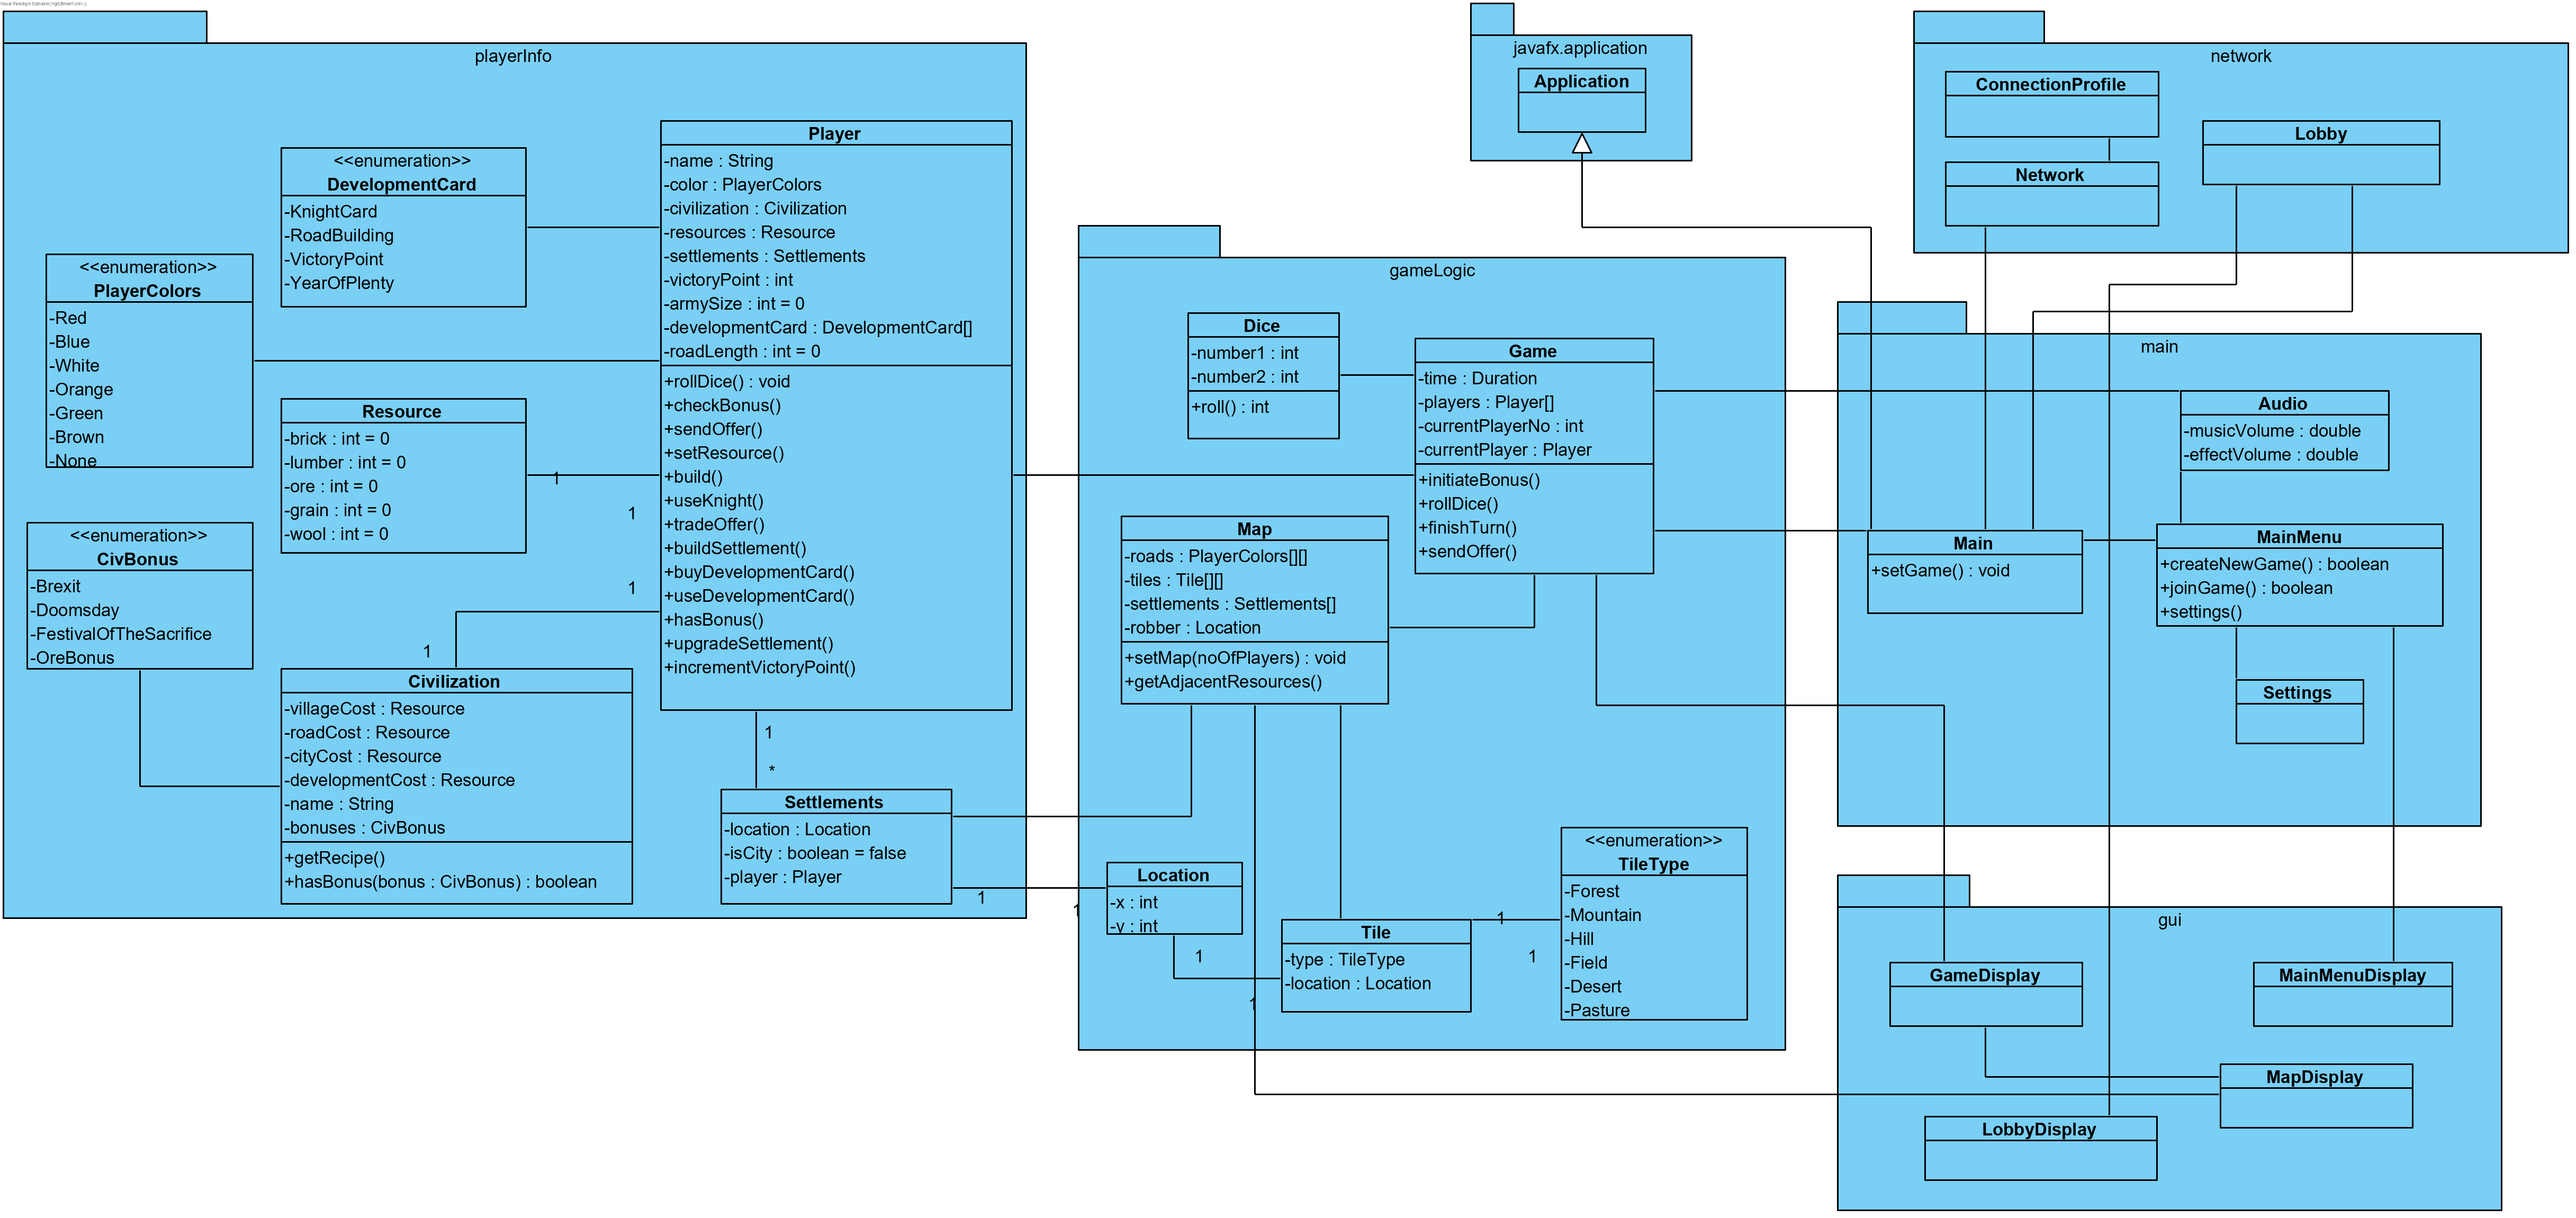 Visual Paradigm Standard(Yigit(Bilkent Univ.))
playerInfo
<<enumeration>>
DevelopmentCard
-KnightCard
-RoadBuilding
-VictoryPoint
-YearOfPlenty
<<enumeration>>
PlayerColors
-Red
-Blue
-White
-Orange
-Green
-Brown
-None
Resource
-brick : int = 0
-lumber : int = 0
-ore : int = 0
-grain : int = 0
-wool : int = 0
<<enumeration>>
CivBonus
-Brexit
-Doomsday
-FestivalOfTheSacrifice
-OreBonus
Civilization
-villageCost : Resource
-roadCost : Resource
-cityCost : Resource
-developmentCost : Resource
-name : String
-bonuses : CivBonus
+getRecipe()
+hasBonus(bonus : CivBonus) : boolean
Player
-name : String
-color : PlayerColors
-civilization : Civilization
-resources : Resource
-settlements : Settlements
-victoryPoint : int
-armySize : int = 0
-developmentCard : DevelopmentCard[]
-roadLength : int = 0
+rollDice() : void
+checkBonus()
+sendOffer()
+setResource()
+build()
+useKnight()
+tradeOffer()
+buildSettlement()
+buyDevelopmentCard()
+useDevelopmentCard()
+hasBonus()
+upgradeSettlement()
+incrementVictoryPoint()
1
1
1
1
1
*
Settlements
-location : Location
-isCity : boolean = false
-player : Player
1
1
javafx.application
Application
gameLogic
Dice
-number1 : int
-number2 : int
+roll() : int
Game
-time : Duration
-players : Player[]
-currentPlayerNo : int
-currentPlayer : Player
+initiateBonus()
+rollDice()
+finishTurn()
+sendOffer()
Map
-roads : PlayerColors[][]
-tiles : Tile[][]
-settlements : Settlements[]
-robber : Location
+setMap(noOfPlayers) : void
+getAdjacentResources()
Location
-x : int
-y : int
1
1
Tile
-type : TileType
-location : Location
1
1
<<enumeration>>
TileType
-Forest
-Mountain
-Hill
-Field
-Desert
-Pasture
network
ConnectionProfile
Network
Lobby
main
Audio
-musicVolume : double
-effectVolume : double
Main
+setGame() : void
MainMenu
+createNewGame() : boolean
+joinGame() : boolean
+settings()
Settings
gui
GameDisplay
MainMenuDisplay
MapDisplay
LobbyDisplay